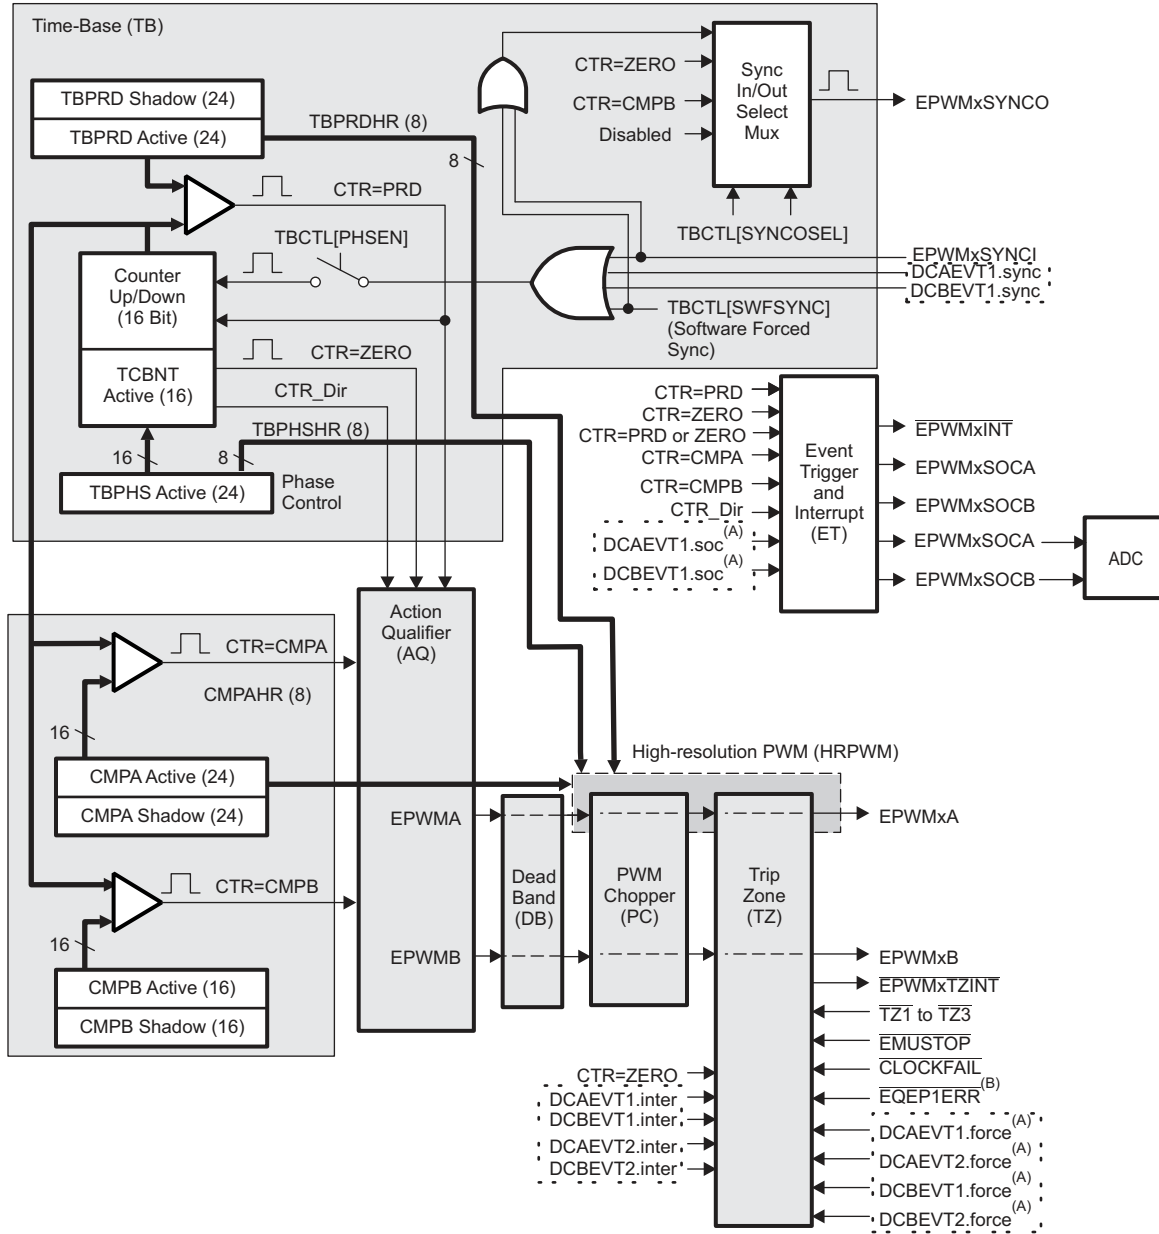 Time-Base (TB)
TBPRD Shadow (24)
TBPRD Active (24)
TBPRDHR (8)
8
CTR=PRD
TBCTL[PHSEN]
Counter
Up/Down
(16 Bit)
TCBNT
Active (16)
CTR=ZERO
CTR_Dir
TBPHSHR (8)
16
8
TBPHS Active (24)
Phase
Control
CTR=ZERO
CTR=CMPB
Disabled
Sync
In/Out
Select
Mux
EPWMxSYNCO
TBCTL[SYNCOSEL]
EPWMxSYNCI
DCAEVT1.sync
DCBEVT1.sync
TBCTL[SWFSYNC]
(Software Forced
Sync)
CTR=PRD
CTR=ZERO
CTR=PRD or ZERO
CTR=CMPA
CTR=CMPB
CTR_Dir
DCAEVT1.soc(A)
DCBEVT1.soc(A)
Event
Trigger
and
Interrupt
(ET)
EPWMxINT
EPWMxSOCA
EPWMxSOCB
EPWMxSOCA
EPWMxSOCB
ADC
Action
Qualifier
(AQ)
CTR=CMPA
CMPAHR (8)
16
CMPA Active (24)
CMPA Shadow (24)
CTR=CMPB
16
CMPB Active (16)
CMPB Shadow (16)
High-resolution PWM (HRPWM)
EPWMA
EPWMB
Dead
Band
(DB)
PWM
Chopper
(PC)
Trip
Zone
(TZ)
EPWMxA
EPWMxB
EPWMxTZINT
TZ1 to TZ3
EMUSTOP
CLOCKFAIL
EQEP1ERR(B)
DCAEVT1.force(A)
DCAEVT2.force(A)
DCBEVT1.force(A)
DCBEVT2.force(A)
CTR=ZERO
DCAEVT1.inter
DCBEVT1.inter
DCAEVT2.inter
DCBEVT2.inter